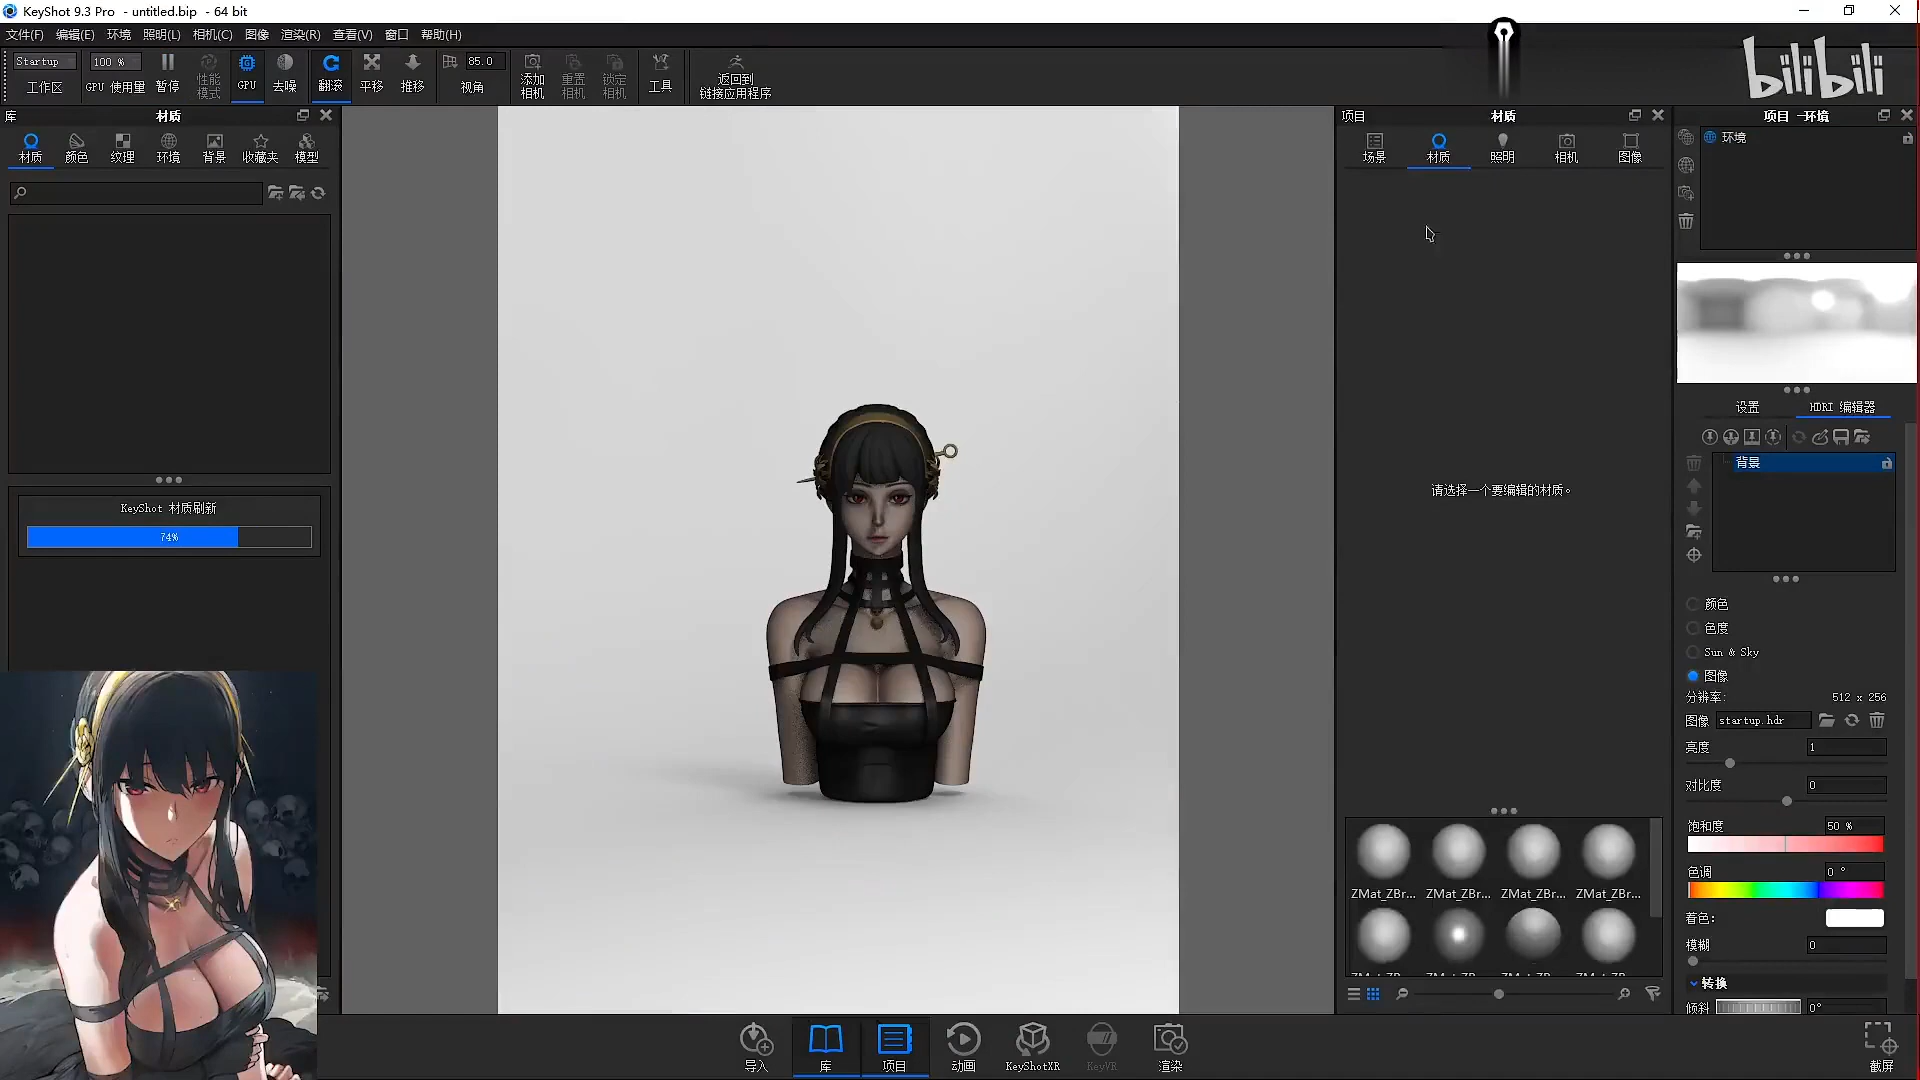 KeyShot 9.3 Pro - untitled.bip - 64 bit
文件(F) 编辑(E) 环境 照明(L) 相机(C) 图像 渲染(R) 查看(V) 窗口 帮助(H)
Startup 100 % 85.0
工作区 GPU 使用量 暂停 性能模式 GPU 去噪 翻滚 平移 推移 视角 添加相机 重置相机 锁定相机 工具 返回到链接应用程序
bilibili
库 材质
材质 颜色 纹理 环境 背景 收藏夹 模型
KeyShot 材质刷新
74%
项目 材质
场景 材质 照明 相机 图像
请选择一个要编辑的材质。
ZMat_ZBr... ZMat_ZBr... ZMat_ZBr... ZMat_ZBr...
项目 - 环境
环境
设置 HDRI 编辑器
背景
颜色
色度
Sun & Sky
图像
分辨率: 512 x 256
图像 startup.hdr
亮度 1
对比度 0
饱和度 50 %
色调 0 °
着色:
模糊 0
转换
倾斜 0°
导入 库 项目 动画 KeyShotXR KeyVR 渲染 截屏